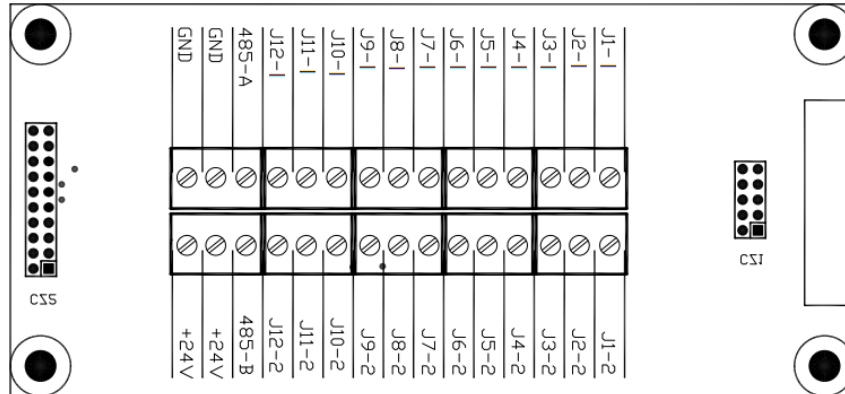 GND
GND
485-A
J12-1
J11-1
J10-1
J9-1
J8-1
J7-1
J6-1
J5-1
J4-1
J3-1
J2-1
J1-1
CZ5
CZ1
+24V
+24V
485-B
J12-2
J11-2
J10-2
J9-2
J8-2
J7-2
J6-2
J5-2
J4-2
J3-2
J2-2
J1-2